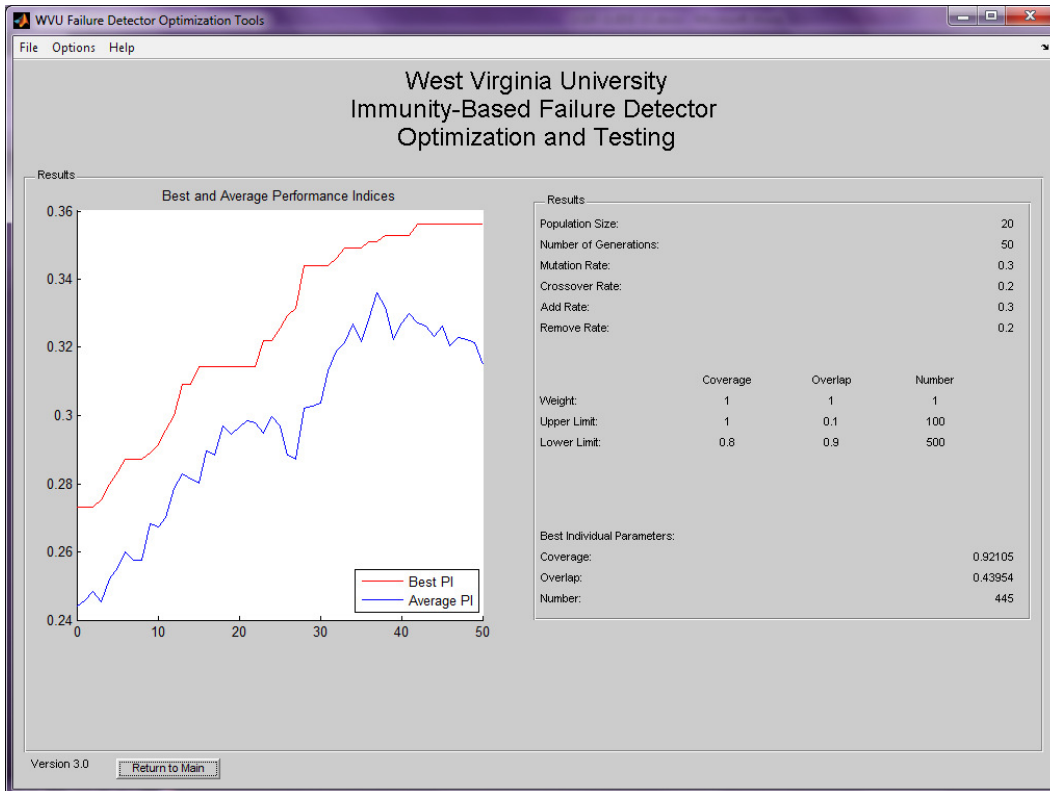 WVU Failure Detector Optimization Tools
File Options Help
West Virginia University
Immunity-Based Failure Detector
Optimization and Testing
Results
Best and Average Performance Indices
0.36
0.34
0.32
0.3
0.28
0.26
0.24
0 10 20 30 40 50
Best PI
Average PI
Results
Population Size: 20
Number of Generations: 50
Mutation Rate: 0.3
Crossover Rate: 0.2
Add Rate: 0.3
Remove Rate: 0.2
Coverage Overlap Number
Weight: 1 1 1
Upper Limit: 1 0.1 100
Lower Limit: 0.8 0.9 500
Best Individual Parameters:
Coverage: 0.92105
Overlap: 0.43954
Number: 445
Version 3.0
Return to Main